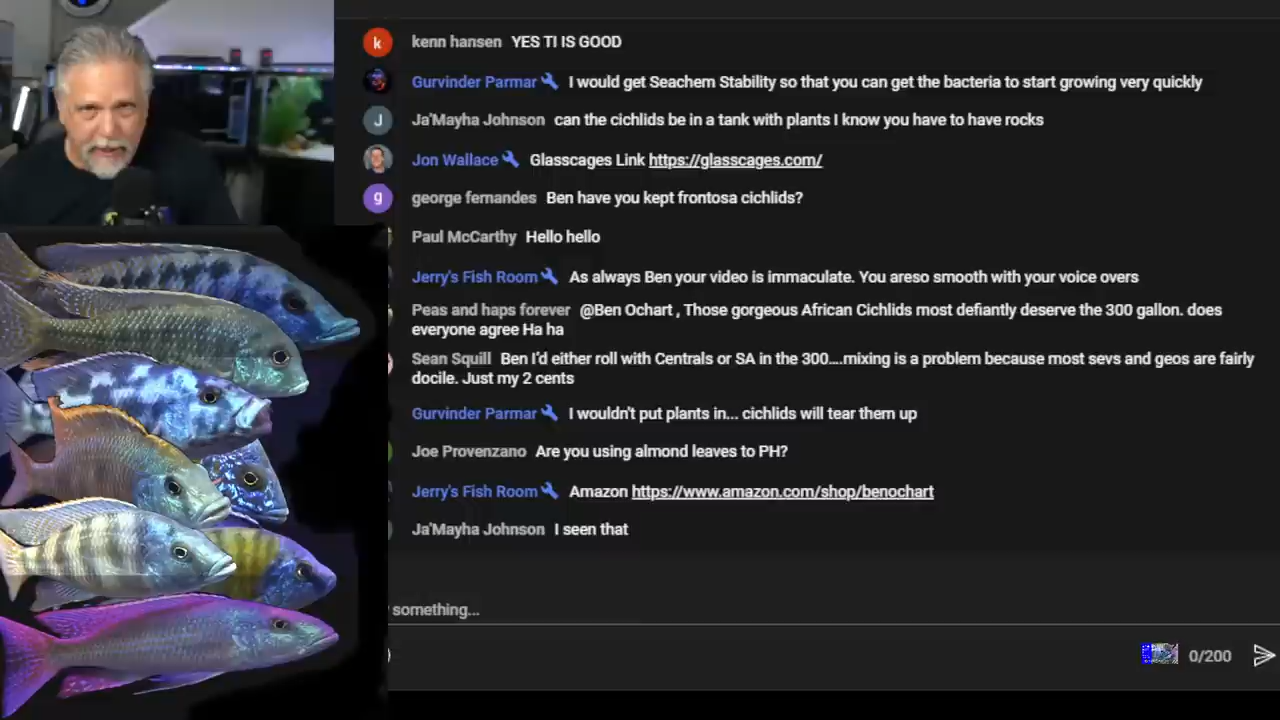 k
kenn hansen YES TI IS GOOD
Gurvinder Parmar I would get Seachem Stability so that you can get the bacteria to start growing very quickly
J
Ja'Mayha Johnson can the cichlids be in a tank with plants I know you have to have rocks
Jon Wallace Glasscages Link https://glasscages.com/
g
george fernandes Ben have you kept frontosa cichlids?
Paul McCarthy Hello hello
Jerry's Fish Room As always Ben your video is immaculate. You areso smooth with your voice overs
Peas and haps forever @Ben Ochart , Those gorgeous African Cichlids most defiantly deserve the 300 gallon. does
everyone agree Ha ha
Sean Squill Ben I'd either roll with Centrals or SA in the 300....mixing is a problem because most sevs and geos are fairly
docile. Just my 2 cents
Gurvinder Parmar I wouldn't put plants in... cichlids will tear them up
Joe Provenzano Are you using almond leaves to PH?
Jerry's Fish Room Amazon https://www.amazon.com/shop/benochart
Ja'Mayha Johnson I seen that
something...
0/200